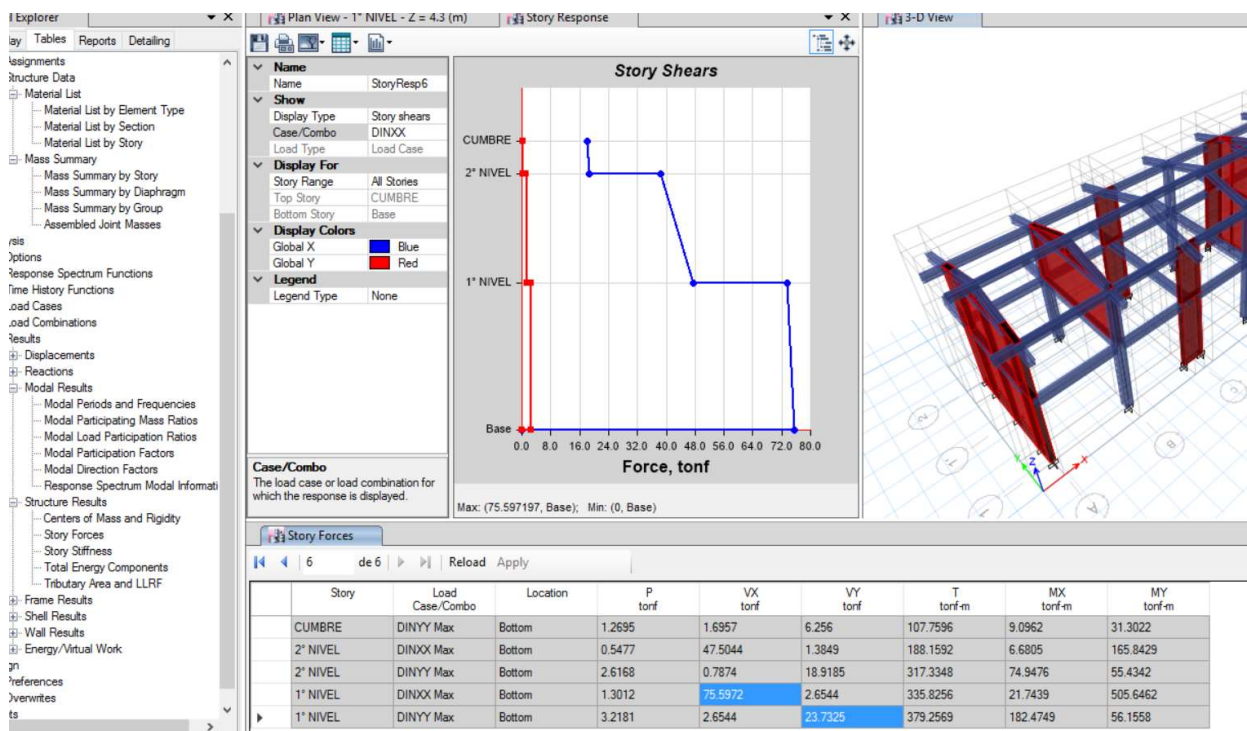 l Explorer
Plan View - 1° NIVEL - Z = 4.3 (m)
Story Response
3-D View
lay Tables Reports Detailing
Assignments
Structure Data
Material List
Material List by Element Type
Material List by Section
Material List by Story
Mass Summary
Mass Summary by Story
Mass Summary by Diaphragm
Mass Summary by Group
Assembled Joint Masses
ysis
Options
Response Spectrum Functions
Time History Functions
Load Cases
Load Combinations
Results
Displacements
Reactions
Modal Results
Modal Periods and Frequencies
Modal Participating Mass Ratios
Modal Load Participation Ratios
Modal Participation Factors
Modal Direction Factors
Response Spectrum Modal Informati
Structure Results
Centers of Mass and Rigidity
Story Forces
Story Stiffness
Total Energy Components
Tributary Area and LLRF
Frame Results
Shell Results
Wall Results
Energy/Virtual Work
gn
Preferences
Overwrites
ts
Name
Name StoryResp6
Show
Display Type Story shears
Case/Combo DINXX
Load Type Load Case
Display For
Story Range All Stories
Top Story CUMBRE
Bottom Story Base
Display Colors
Global X Blue
Global Y Red
Legend
Legend Type None
Case/Combo
The load case or load combination for
which the response is displayed.
Story Shears
CUMBRE
2° NIVEL
1° NIVEL
Base
0.0 8.0 16.0 24.0 32.0 40.0 48.0 56.0 64.0 72.0 80.0
Force, tonf
Max: (75.597197, Base); Min: (0, Base)
Z
X
Y
2
1
A
B
Story Forces
6 de 6 Reload Apply
Story Load Case/Combo Location P tonf VX tonf VY tonf T tonf-m MX tonf-m MY tonf-m
CUMBRE DINYY Max Bottom 1.2695 1.6957 6.256 107.7596 9.0962 31.3022
2° NIVEL DINXX Max Bottom 0.5477 47.5044 1.3849 188.1592 6.6805 165.8429
2° NIVEL DINYY Max Bottom 2.6168 0.7874 18.9185 317.3348 74.9476 55.4342
1° NIVEL DINXX Max Bottom 1.3012 75.5972 2.6544 335.8256 21.7439 505.6462
1° NIVEL DINYY Max Bottom 3.2181 2.6544 23.7325 379.2569 182.4749 56.1558